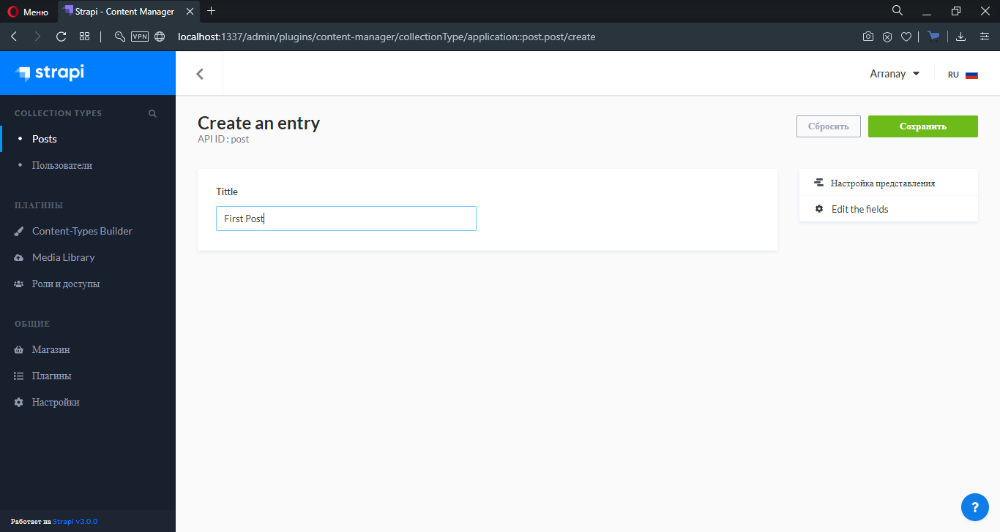 Меню
Strapi - Content Manager
VPN
localhost:1337/admin/plugins/content-manager/collectionType/application::post.post/create
strapi
Arranay
RU
COLLECTION TYPES
Posts
Пользователи
ПЛАГИНЫ
Content-Types Builder
Media Library
Роли и доступы
ОБЩИЕ
Магазин
Плагины
Настройки
Работает на Strapi v3.0.0
Create an entry
API ID : post
Сбросить
Сохранить
Tittle
First Post
Настройка представления
Edit the fields
?